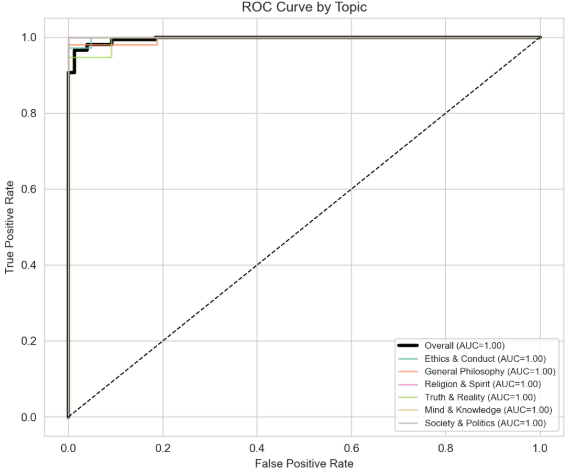 ROC Curve by Topic
True Positive Rate
1.0
0.8
0.6
0.4
0.2
0.0
0.0 0.2 0.4 0.6 0.8 1.0
False Positive Rate
Overall (AUC=1.00)
Ethics & Conduct (AUC=1.00)
General Philosophy (AUC=1.00)
Religion & Spirit (AUC=1.00)
Truth & Reality (AUC=1.00)
Mind & Knowledge (AUC=1.00)
Society & Politics (AUC=1.00)